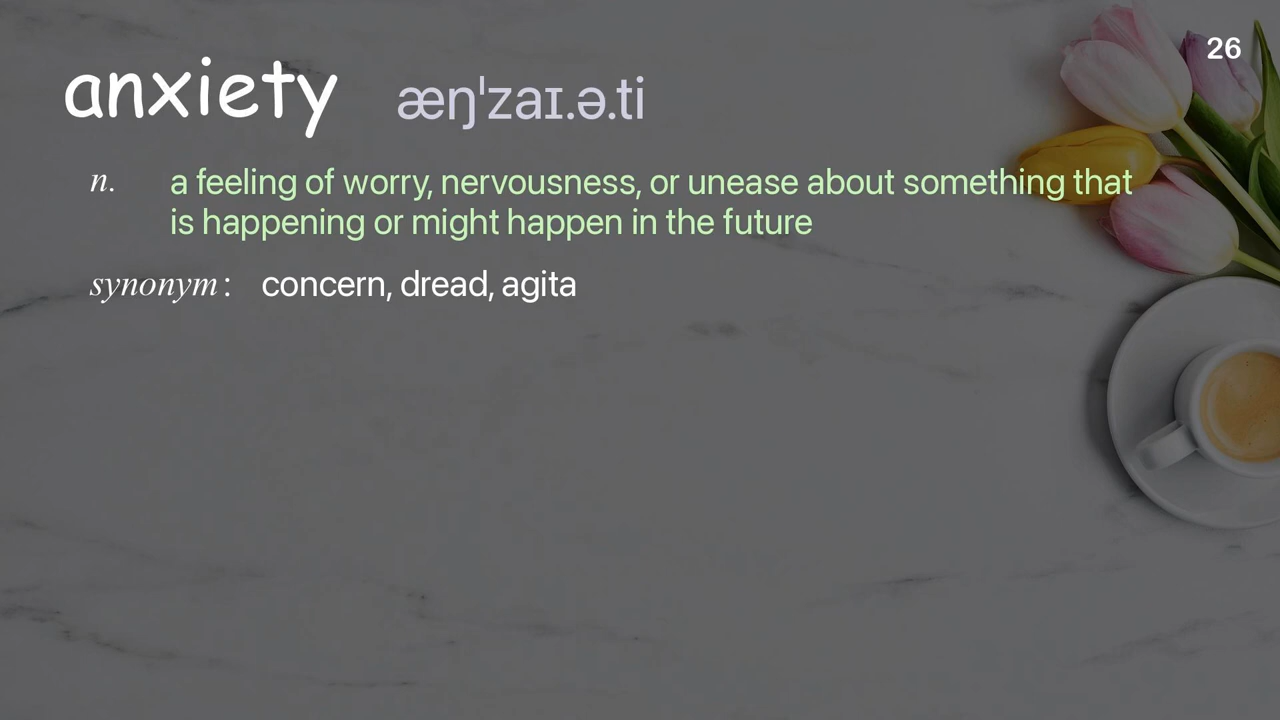 26
anxiety æŋˈzaɪ.ə.ti
n. a feeling of worry, nervousness, or unease about something that
is happening or might happen in the future
synonym: concern, dread, agita